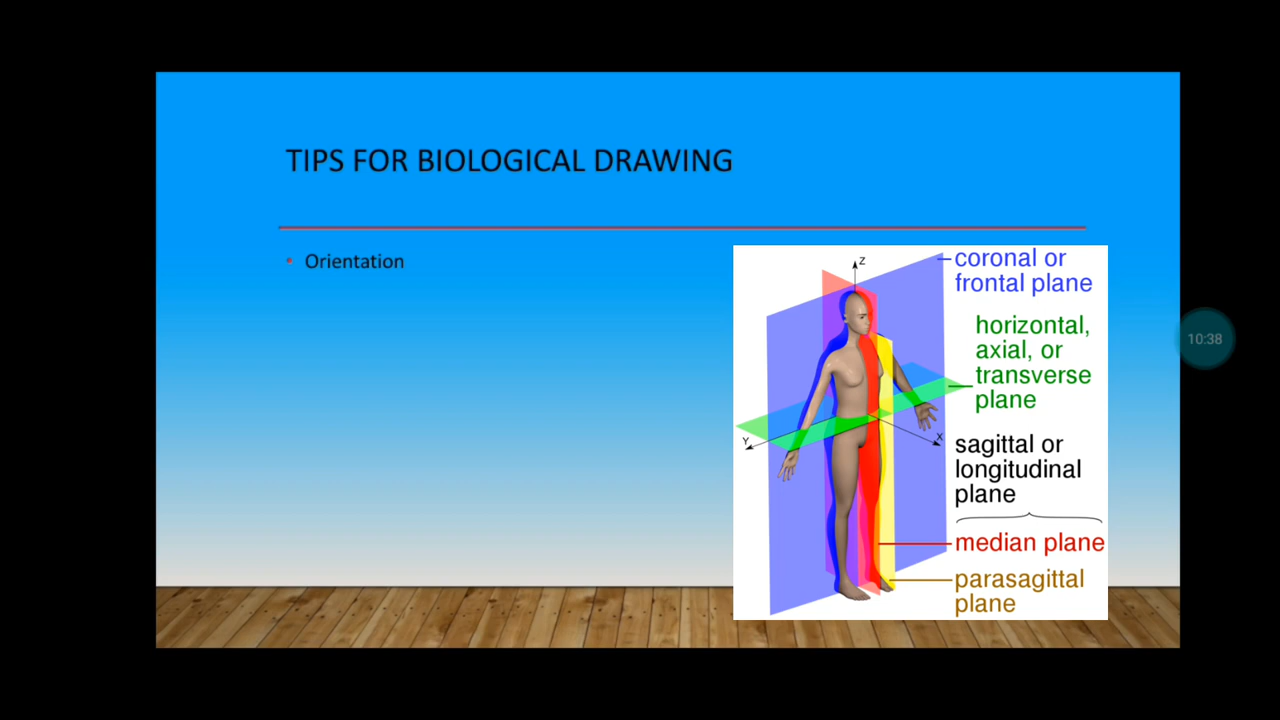 TIPS FOR BIOLOGICAL DRAWING
• Orientation
Z
coronal or
frontal plane
horizontal,
axial, or
transverse
plane
Y
X
sagittal or
longitudinal
plane
median plane
parasagittal
plane
10:38